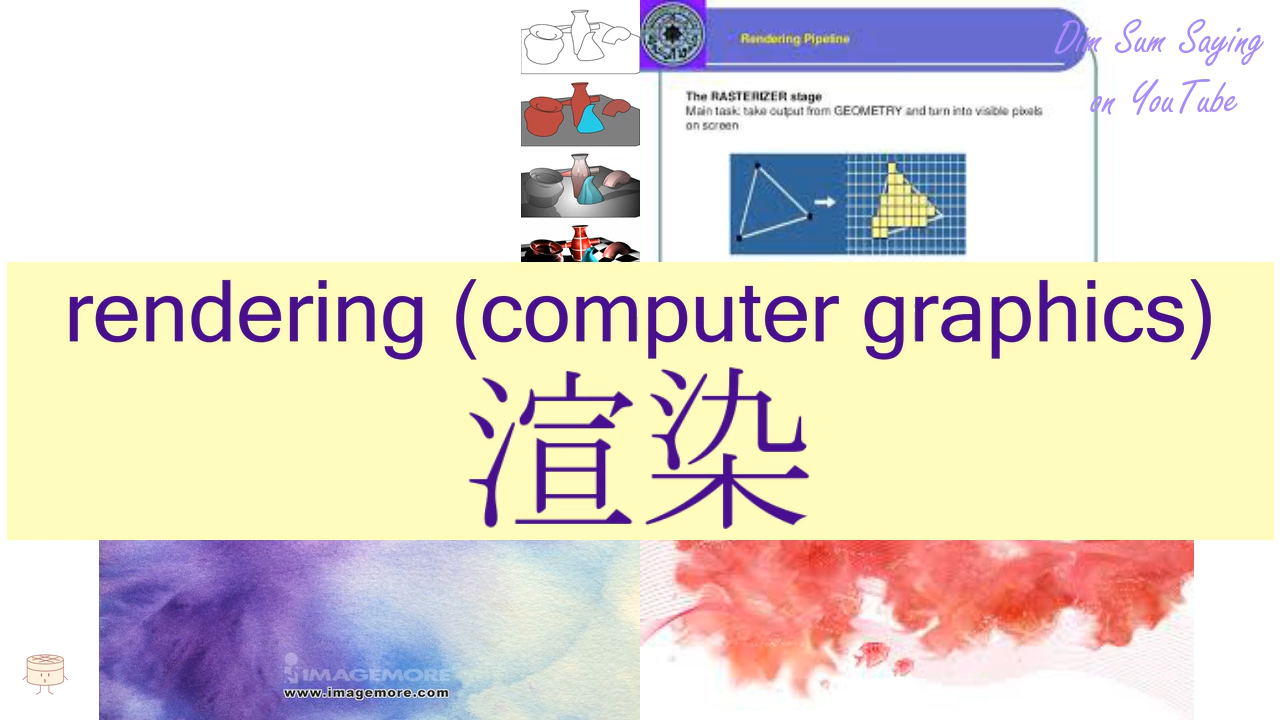 Rendering Pipeline
Dim Sum Saying
on YouTube
The RASTERIZER stage
Main task: take output from GEOMETRY and turn into visible pixels
on screen
rendering (computer graphics)
渲染
IMAGEMORE
www.imagemore.com